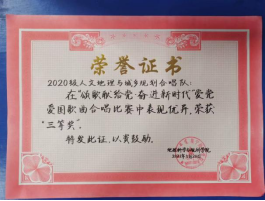 荣誉证书
2020级人文地理与城乡规划合唱队：
在“颂歌献给党·奋进新时代”爱党
爱国歌曲合唱比赛中表现优异，荣获
“三等奖”。
特发此证，以资鼓励。